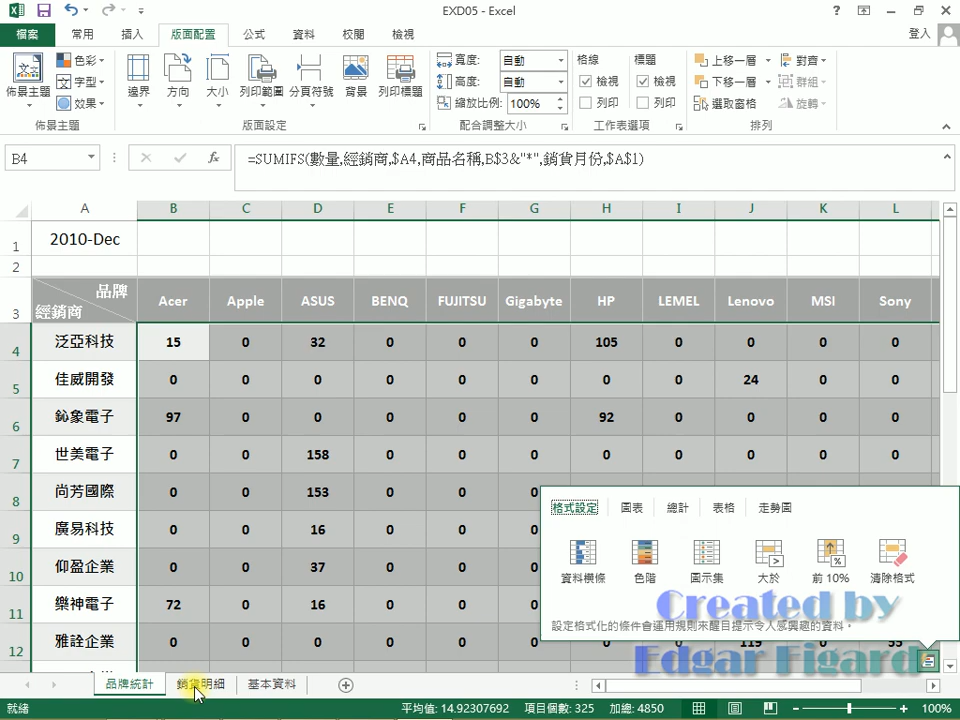 EXD05 - Excel
檔案 常用 插入 版面配置 公式 資料 校閱 檢視 登入
色彩 寬度: 自動 格線 標題 上移一層 對齊
字型 高度: 自動 檢視 檢視 下移一層 群組
佈景主題 邊界 方向 大小 列印範圍 分頁符號 背景 列印標題
效果 縮放比例: 100% 列印 列印 選取窗格 旋轉
佈景主題 版面設定 配合調整大小 工作表選項 排列
B4 fx =SUMIFS(數量,經銷商,$A4,商品名稱,B$3&"*",銷貨月份,$A$1)
A B C D E F G H I J K L
1 2010-Dec
2
品牌
3 經銷商 Acer Apple ASUS BENQ FUJITSU Gigabyte HP LEMEL Lenovo MSI Sony
4 泛亞科技 15 0 32 0 0 0 105 0 0 0 0
5 佳威開發 0 0 0 0 0 0 0 0 24 0 0
6 鈊象電子 97 0 0 0 0 0 92 0 0 0 0
7 世美電子 0 0 158 0 0 0 0 0 0 0 0
8 尚芳國際 0 0 153 0 0 0
9 廣易科技 0 0 16 0 0 0
10 仰盈企業 0 0 37 0 0 0
11 樂神電子 72 0 16 0 0 0
12 雅詮企業 0 0 0 0 0 0 0 0 119 0 55
格式設定 圖表 總計 表格 走勢圖
資料橫條 色階 圖示集 大於 前 10% 清除格式
設定格式化的條件會運用規則來醒目提示令人感興趣的資料。
Created by
Edgar Figard
品牌統計 銷貨明細 基本資料
就緒 平均值: 14.92307692 項目個數: 325 加總: 4850 100%